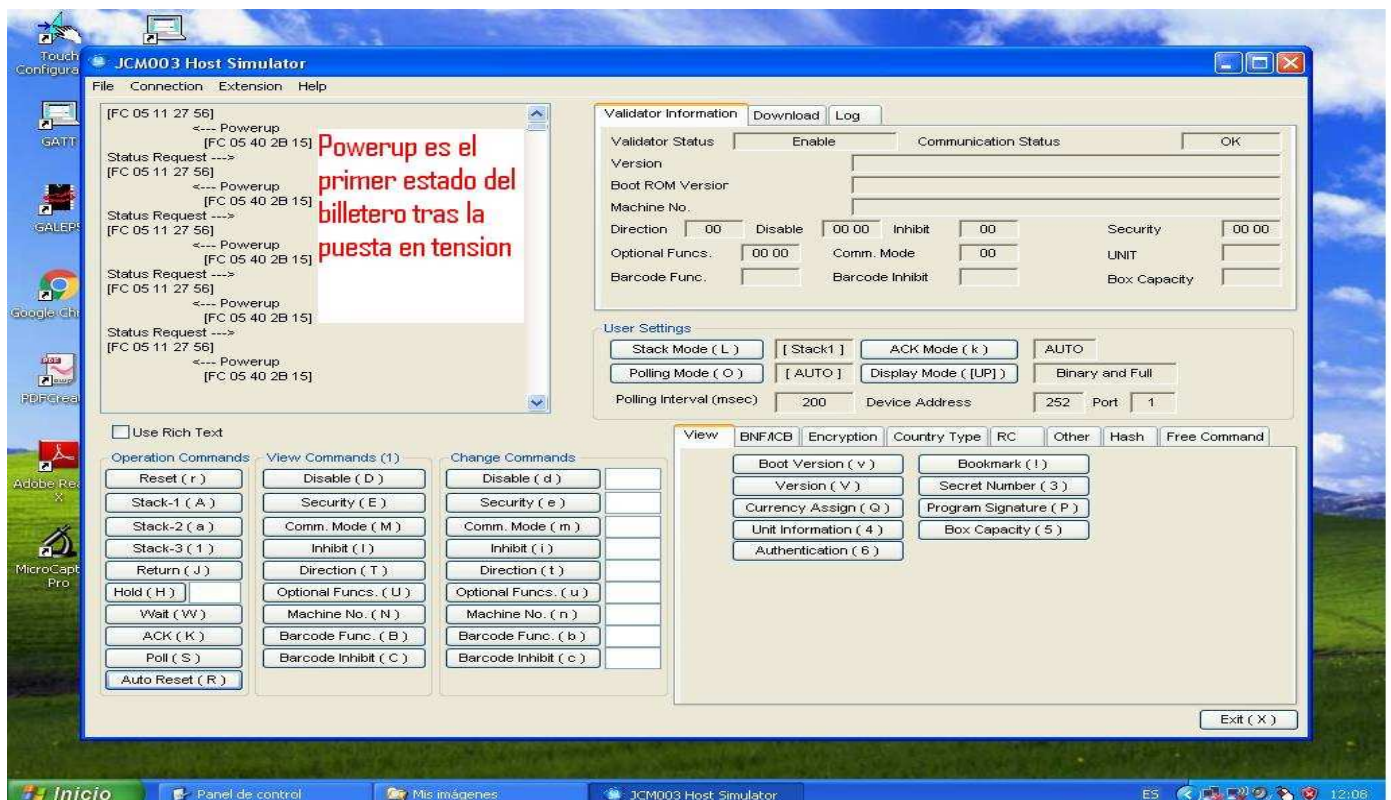 Touch
Configura
GATT
GALEPS
Google Ch
PDFCrea
Adobe Re
X
MicroCapt
Pro
JCM003 Host Simulator
File Connection Extension Help
[FC 05 11 27 56]
<--- Powerup
[FC 05 40 2B 15]
Status Request --->
[FC 05 11 27 56]
<--- Powerup
[FC 05 40 2B 15]
Status Request --->
[FC 05 11 27 56]
<--- Powerup
[FC 05 40 2B 15]
Status Request --->
[FC 05 11 27 56]
<--- Powerup
[FC 05 40 2B 15]
Status Request --->
[FC 05 11 27 56]
<--- Powerup
[FC 05 40 2B 15]
Powerup es el
primer estado del
billetero tras la
puesta en tension
Validator Information Download Log
Validator Status Enable Communication Status OK
Version
Boot ROM Version
Machine No.
Direction 00 Disable 00 00 Inhibit 00 Security 00 00
Optional Funcs. 00 00 Comm. Mode 00 UNIT
Barcode Func. Barcode Inhibit Box Capacity
User Settings
Stack Mode ( L ) [ Stack1 ] ACK Mode ( k ) AUTO
Polling Mode ( O ) [ AUTO ] Display Mode ( [UP] ) Binary and Full
Polling Interval (msec) 200 Device Address 252 Port 1
Use Rich Text
Operation Commands View Commands (1) Change Commands
Reset ( r ) Disable ( D ) Disable ( d )
Stack-1 ( A ) Security ( E ) Security ( e )
Stack-2 ( a ) Comm. Mode ( M ) Comm. Mode ( m )
Stack-3 ( 1 ) Inhibit ( I ) Inhibit ( i )
Return ( J ) Direction ( T ) Direction ( t )
Hold ( H ) Optional Funcs. ( U ) Optional Funcs. ( u )
Wait ( W ) Machine No. ( N ) Machine No. ( n )
ACK ( K ) Barcode Func. ( B ) Barcode Func. ( b )
Poll ( S ) Barcode Inhibit ( C ) Barcode Inhibit ( c )
Auto Reset ( R )
View BNF/ICB Encryption Country Type RC Other Hash Free Command
Boot Version ( v ) Bookmark ( ! )
Version ( V ) Secret Number ( 3 )
Currency Assign ( Q ) Program Signature ( P )
Unit Information ( 4 ) Box Capacity ( 5 )
Authentication ( 6 )
Exit ( X )
Inicio Panel de control Mis imágenes JCM003 Host Simulator ES 12:08